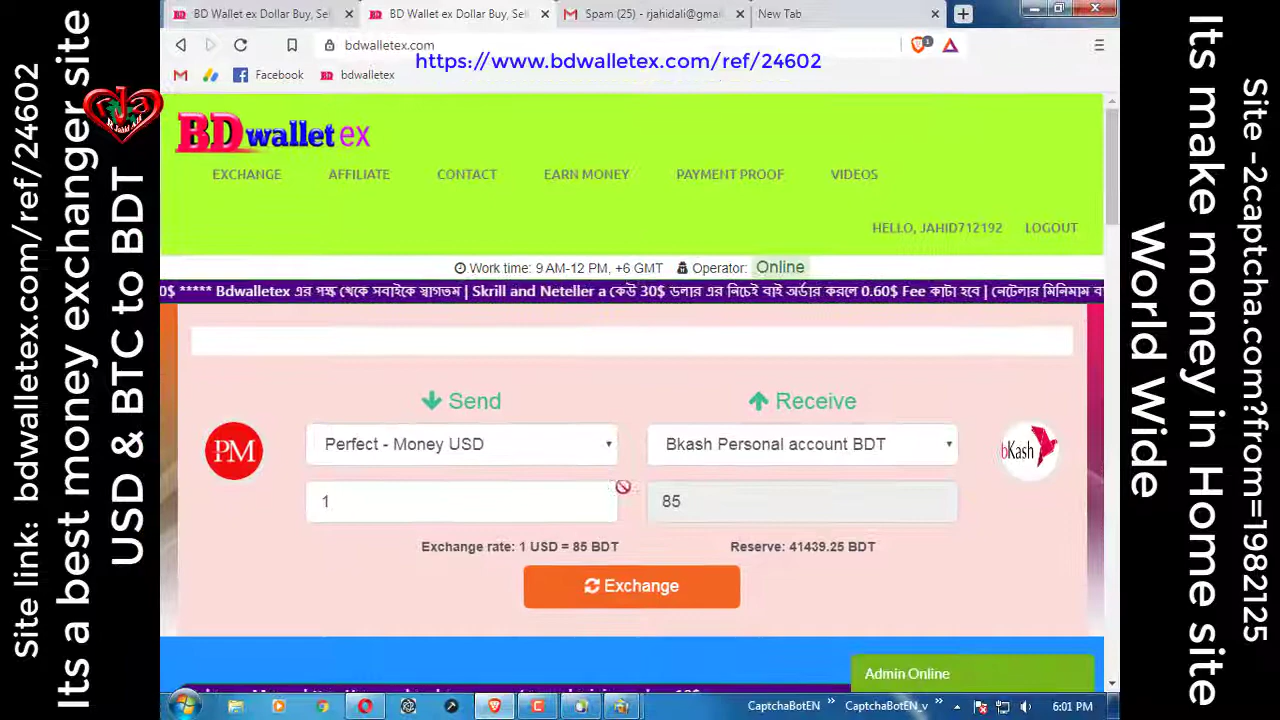 BD Wallet ex Dollar Buy, Sel
BD Wallet ex Dollar Buy, Sel
Spam (25) - rjahidali@gmai
New Tab
bdwalletex.com
https://www.bdwalletex.com/ref/24602
Facebook
bdwalletex
BDwallet ex
EXCHANGE
AFFILIATE
CONTACT
EARN MONEY
PAYMENT PROOF
VIDEOS
HELLO, JAHID712192
LOGOUT
Work time: 9 AM-12 PM, +6 GMT
Operator: Online
0$ ***** Bdwalletex এর পক্ষ থেকে সবাইকে স্বাগতম | Skrill and Neteller a কেউ 30$ ডলার এর নিচেই বাই অর্ডার করলে 0.60$ Fee কাটা হবে | নেটেলার মিনিমাম
Send
Receive
PM
Perfect - Money USD
Bkash Personal account BDT
bKash
1
85
Exchange rate: 1 USD = 85 BDT
Reserve: 41439.25 BDT
Exchange
Admin Online
CaptchaBotEN
CaptchaBotEN_v
6:01 PM
Site link: bdwalletex.com/ref/24602
Its a best money exchanger site
USD & BTC to BDT
Its make money in Home site
World Wide
Site -2captcha.com?from=1982125